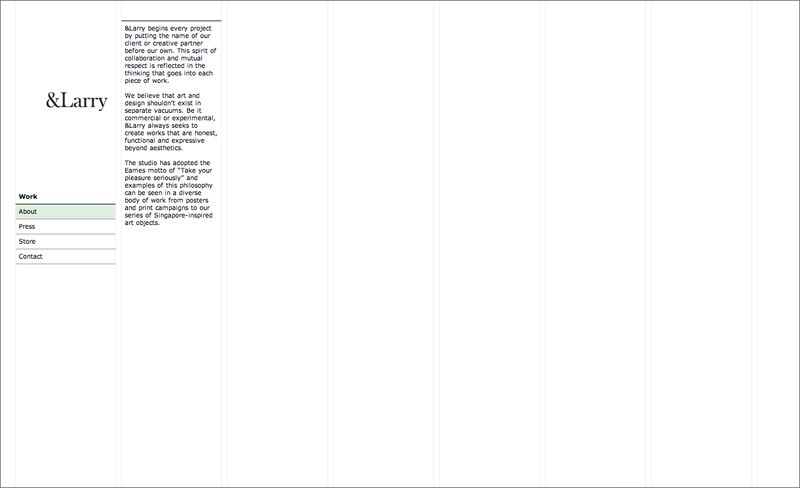 &Larry
Work
About
Press
Store
Contact
&Larry begins every project
by putting the name of our
client or creative partner
before our own. This spirit of
collaboration and mutual
respect is reflected in the
thinking that goes into each
piece of work.
We believe that art and
design shouldn't exist in
separate vacuums. Be it
commercial or experimental,
&Larry always seeks to
create works that are honest,
functional and expressive
beyond aesthetics.
The studio has adopted the
Eames motto of "Take your
pleasure seriously" and
examples of this philosophy
can be seen in a diverse
body of work from posters
and print campaigns to our
series of Singapore-inspired
art objects.